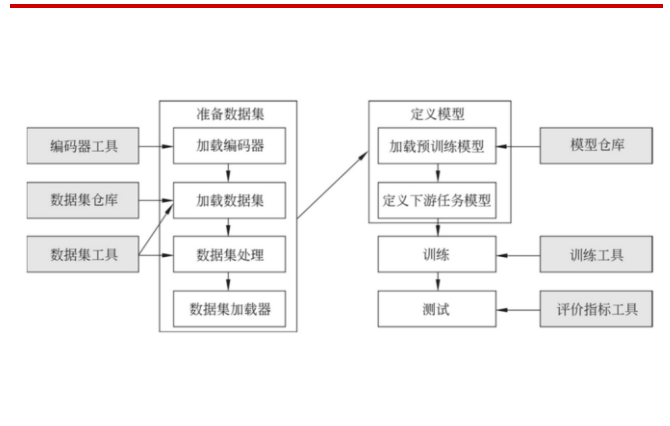 准备数据集
定义模型
编码器工具
加载编码器
加载预训练模型
模型仓库
数据集仓库
加载数据集
定义下游任务模型
数据集工具
数据集处理
训练
训练工具
数据集加载器
测试
评价指标工具